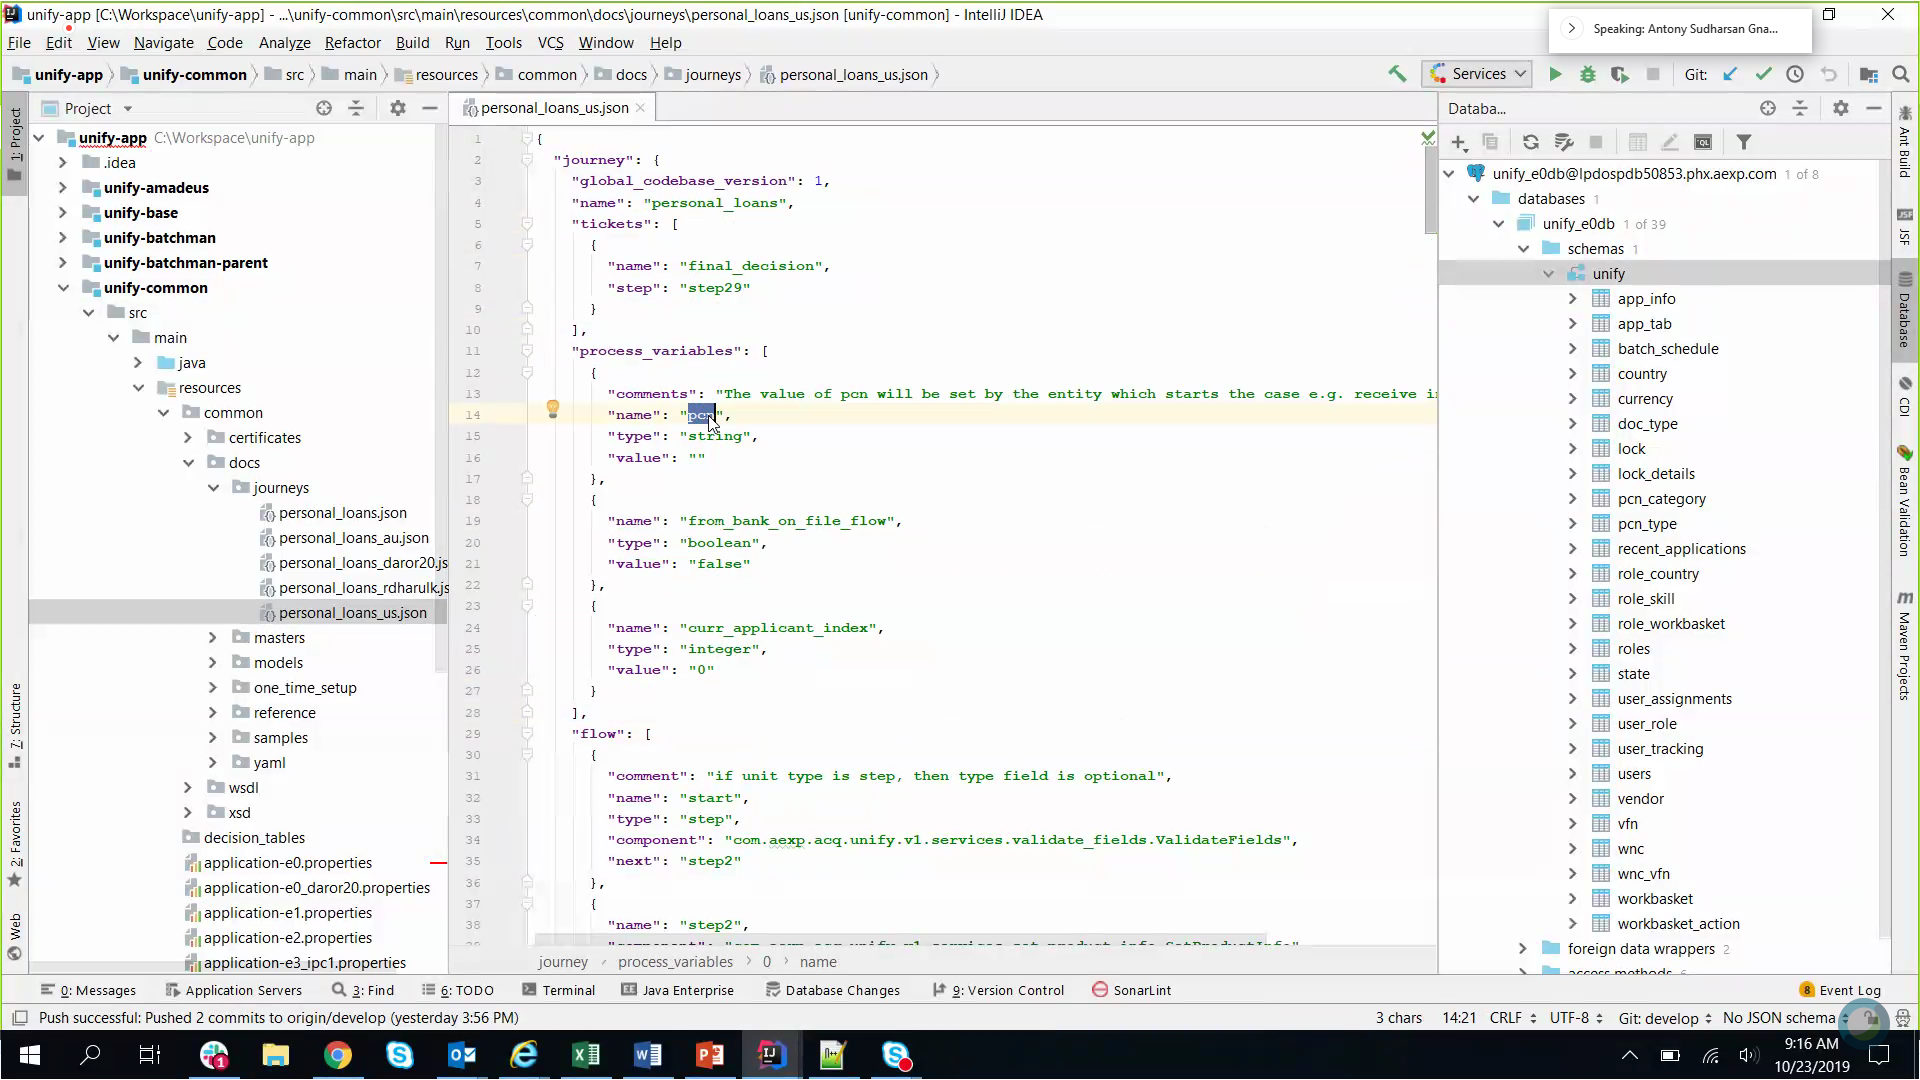 unify-app [C:\Workspace\unify-app] - ...\unify-common\src\main\resources\common\docs\journeys\personal_loans_us.json [unify-common] - IntelliJ IDEA
Speaking: Antony Sudharsan Gna...
File Edit View Navigate Code Analyze Refactor Build Run Tools VCS Window Help
unify-app unify-common src main resources common docs journeys personal_loans_us.json
Services
Git:
1: Project
7: Structure
2: Favorites
Web
Project
unify-app C:\Workspace\unify-app
.idea
unify-amadeus
unify-base
unify-batchman
unify-batchman-parent
unify-common
src
main
java
resources
common
certificates
docs
journeys
personal_loans.json
personal_loans_au.json
personal_loans_daror20.js
personal_loans_rdharulk.js
personal_loans_us.json
masters
models
one_time_setup
reference
samples
yaml
wsdl
xsd
decision_tables
application-e0.properties
application-e0_daror20.properties
application-e1.properties
application-e2.properties
application-e3_ipc1.properties
personal_loans_us.json
1 {
2 "journey": {
3 "global_codebase_version": 1,
4 "name": "personal_loans",
5 "tickets": [
6 {
7 "name": "final_decision",
8 "step": "step29"
9 }
10 ],
11 "process_variables": [
12 {
13 "comments": "The value of pcn will be set by the entity which starts the case e.g. receive i
14 "name": "pcn",
15 "type": "string",
16 "value": ""
17 },
18 {
19 "name": "from_bank_on_file_flow",
20 "type": "boolean",
21 "value": "false"
22 },
23 {
24 "name": "curr_applicant_index",
25 "type": "integer",
26 "value": "0"
27 }
28 ],
29 "flow": [
30 {
31 "comment": "if unit type is step, then type field is optional",
32 "name": "start",
33 "type": "step",
34 "component": "com.aexp.acq.unify.v1.services.validate_fields.ValidateFields",
35 "next": "step2"
36 },
37 {
38 "name": "step2",
journey process_variables 0 name
Databa...
unify_e0db@lpdospdb50853.phx.aexp.com 1 of 8
databases 1
unify_e0db 1 of 39
schemas 1
unify
app_info
app_tab
batch_schedule
country
currency
doc_type
lock
lock_details
pcn_category
pcn_type
recent_applications
role_country
role_skill
role_workbasket
roles
state
user_assignments
user_role
user_tracking
users
vendor
vfn
wnc
wnc_vfn
workbasket
workbasket_action
foreign data wrappers 2
access methods 6
Ant Build
JSF
Database
CDI
Bean Validation
Maven Projects
0: Messages Application Servers 3: Find 6: TODO Terminal Java Enterprise Database Changes 9: Version Control SonarLint 8 Event Log
Push successful: Pushed 2 commits to origin/develop (yesterday 3:56 PM) 3 chars 14:21 CRLF UTF-8 Git: develop No JSON schema
9:16 AM
10/23/2019